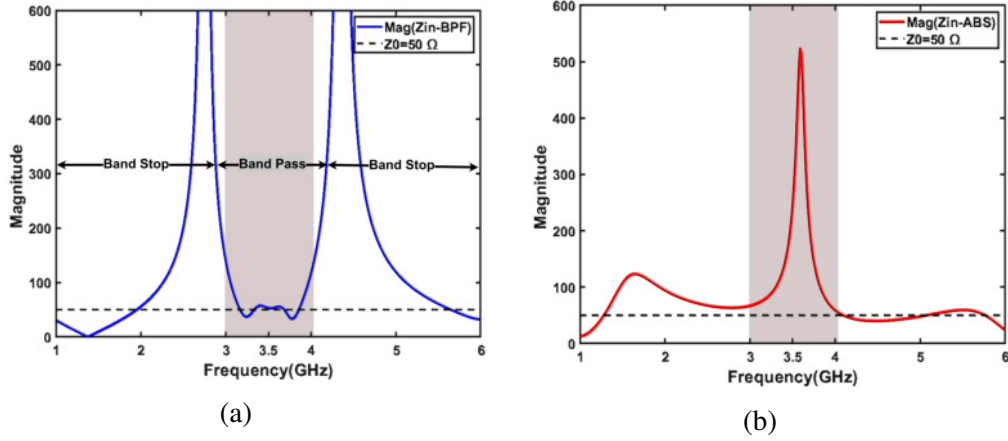 600
500
400
300
200
100
0
Magnitude
Mag(Zin-BPF)
Z0=50 Ω
Band Stop
Band Pass
Band Stop
1
2
3
3.5
4
5
6
Frequency(GHz)
(a)
600
500
400
300
200
100
0
Magnitude
Mag(Zin-ABS)
Z0=50 Ω
1
2
3
3.5
4
5
6
Frequency(GHz)
(b)